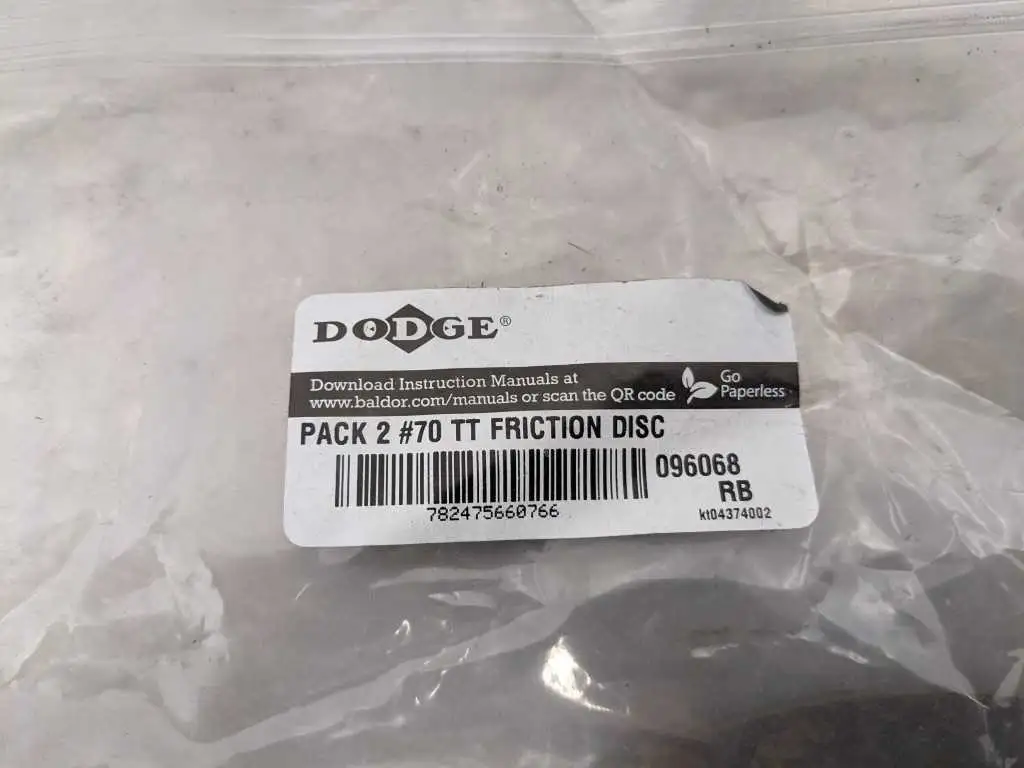 DODGE®
Download Instruction Manuals at
www.baldor.com/manuals or scan the QR code
Go
Paperless
PACK 2 #70 TT FRICTION DISC
096068
RB
782475660766
kt04374002